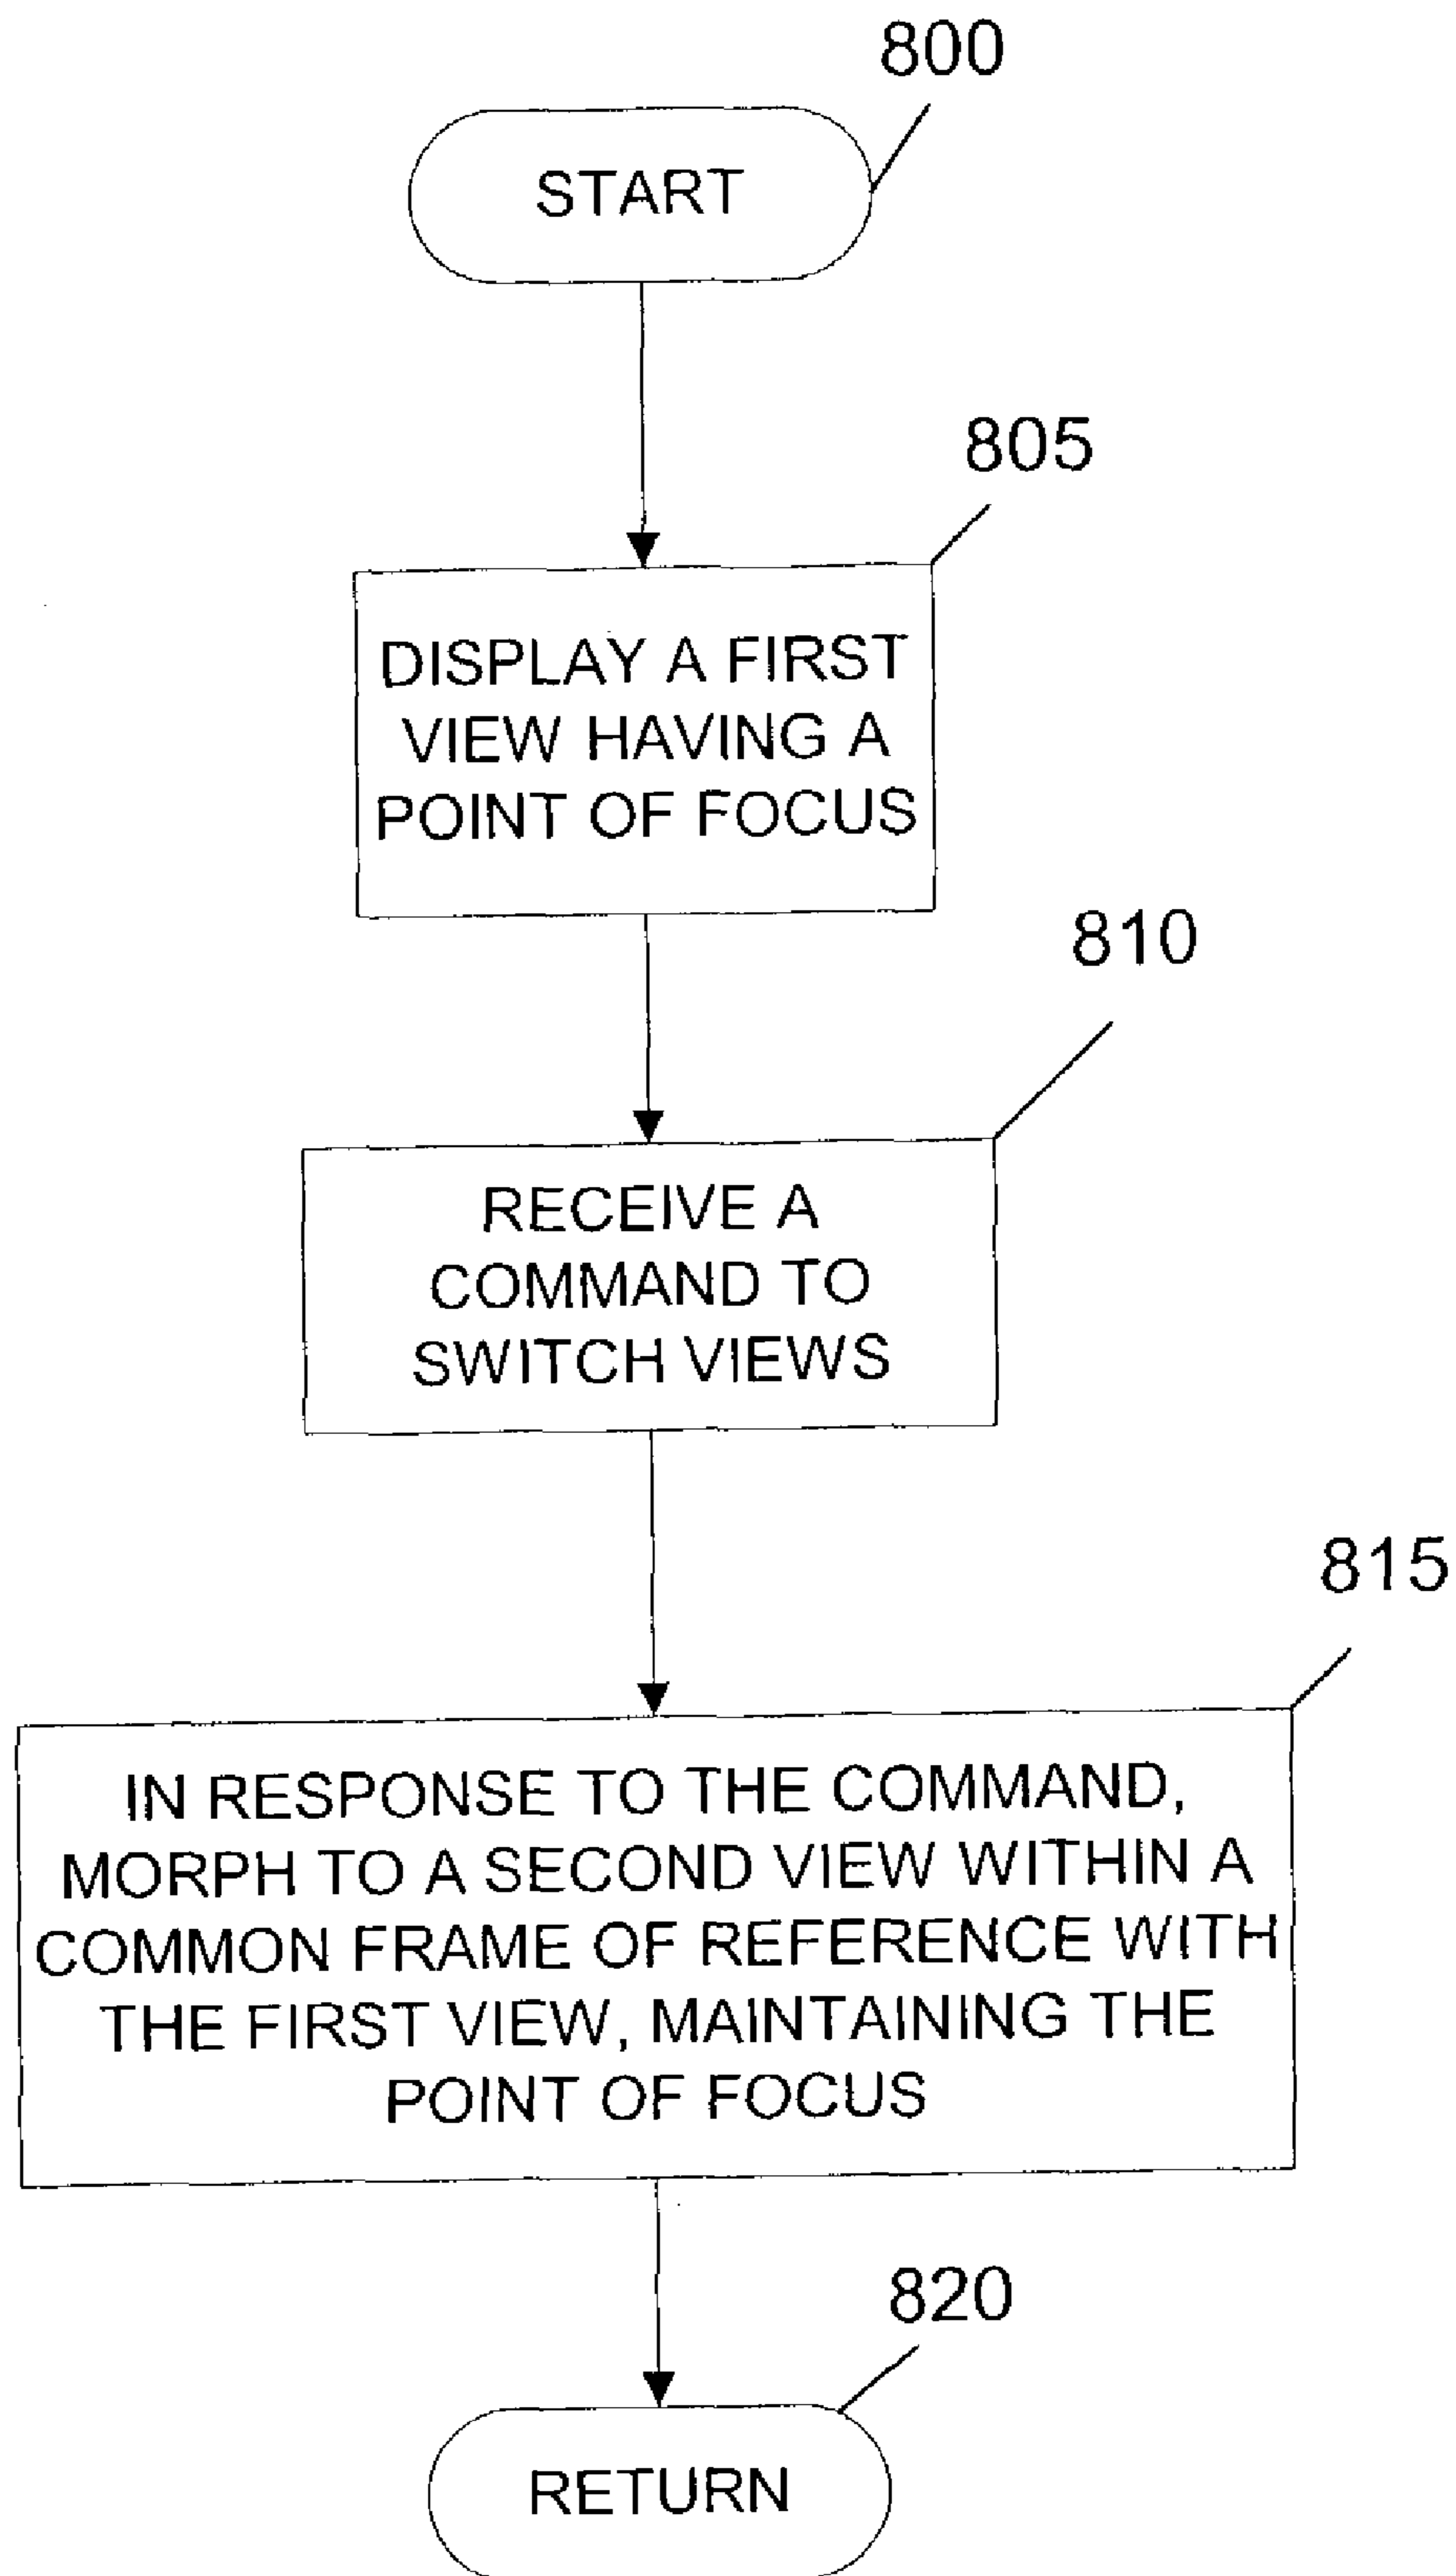 800
START
805
DISPLAY A FIRST
VIEW HAVING A
POINT OF FOCUS
810
RECEIVE A
COMMAND TO
SWITCH VIEWS
815
IN RESPONSE TO THE COMMAND,
MORPH TO A SECOND VIEW WITHIN A
COMMON FRAME OF REFERENCE WITH
THE FIRST VIEW, MAINTAINING THE
POINT OF FOCUS
820
RETURN